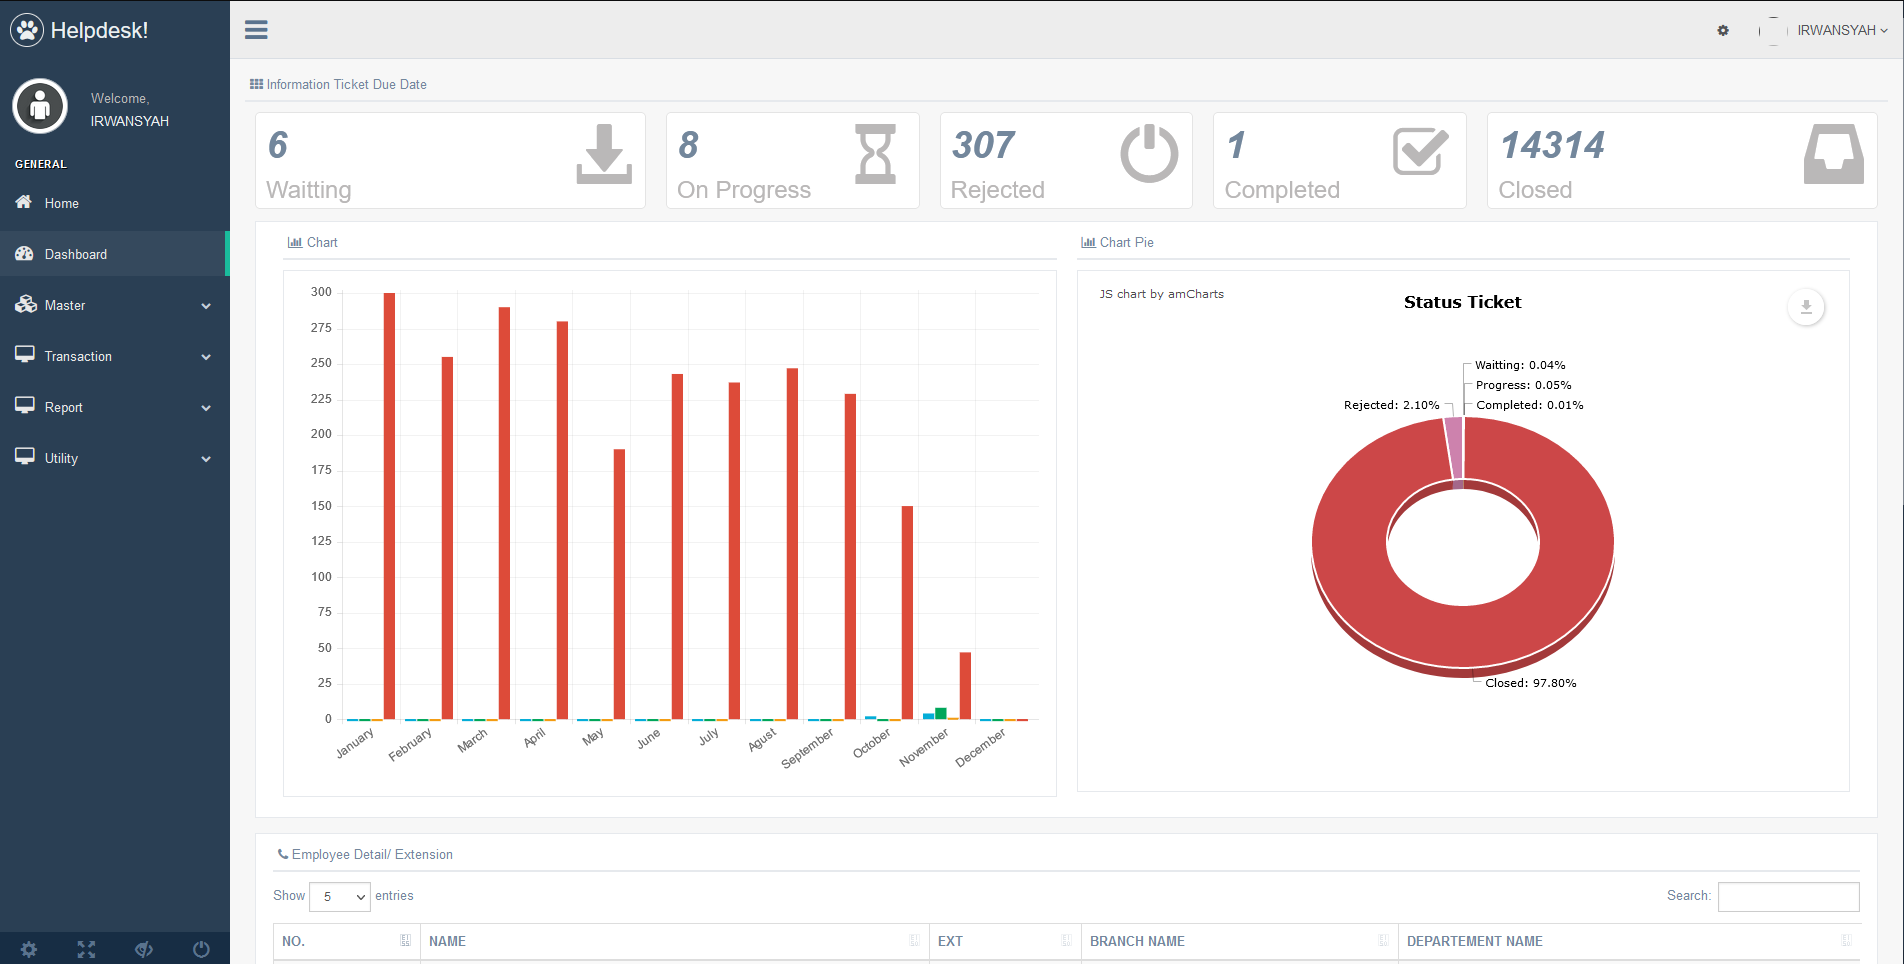 Helpdesk!
IRWANSYAH
Welcome,
IRWANSYAH
GENERAL
Home
Dashboard
Master
Transaction
Report
Utility
Information Ticket Due Date
6
Waitting
8
On Progress
307
Rejected
1
Completed
14314
Closed
Chart
300
275
250
225
200
175
150
125
100
75
50
25
0
January
February
March
April
May
June
July
Agust
September
October
November
December
Chart Pie
JS chart by amCharts
Status Ticket
Waitting: 0.04%
Progress: 0.05%
Rejected: 2.10%
Completed: 0.01%
Closed: 97.80%
Employee Detail/ Extension
Show 5 entries
Search:
NO.
NAME
EXT
BRANCH NAME
DEPARTEMENT NAME